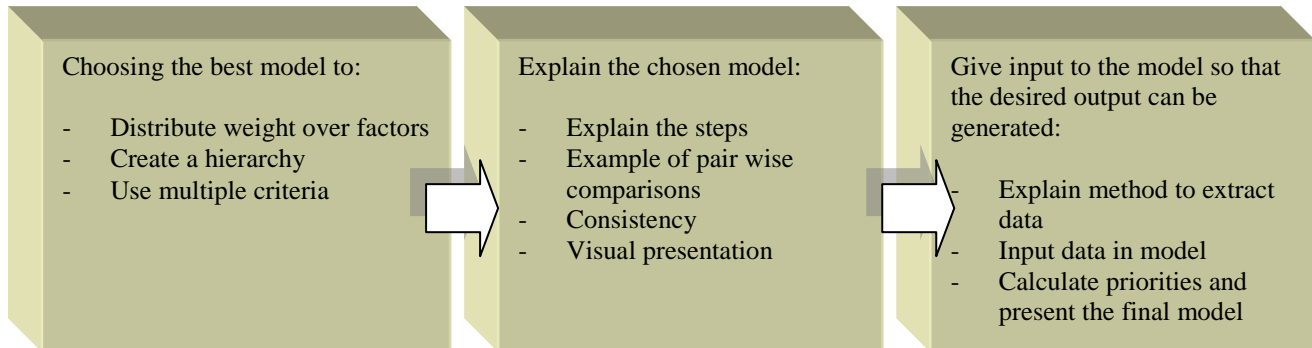 Choosing the best model to:
- Distribute weight over factors
- Create a hierarchy
- Use multiple criteria
Explain the chosen model:
- Explain the steps
- Example of pair wise
comparisons
- Consistency
- Visual presentation
Give input to the model so that
the desired output can be
generated:
- Explain method to extract
data
- Input data in model
- Calculate priorities and
present the final model